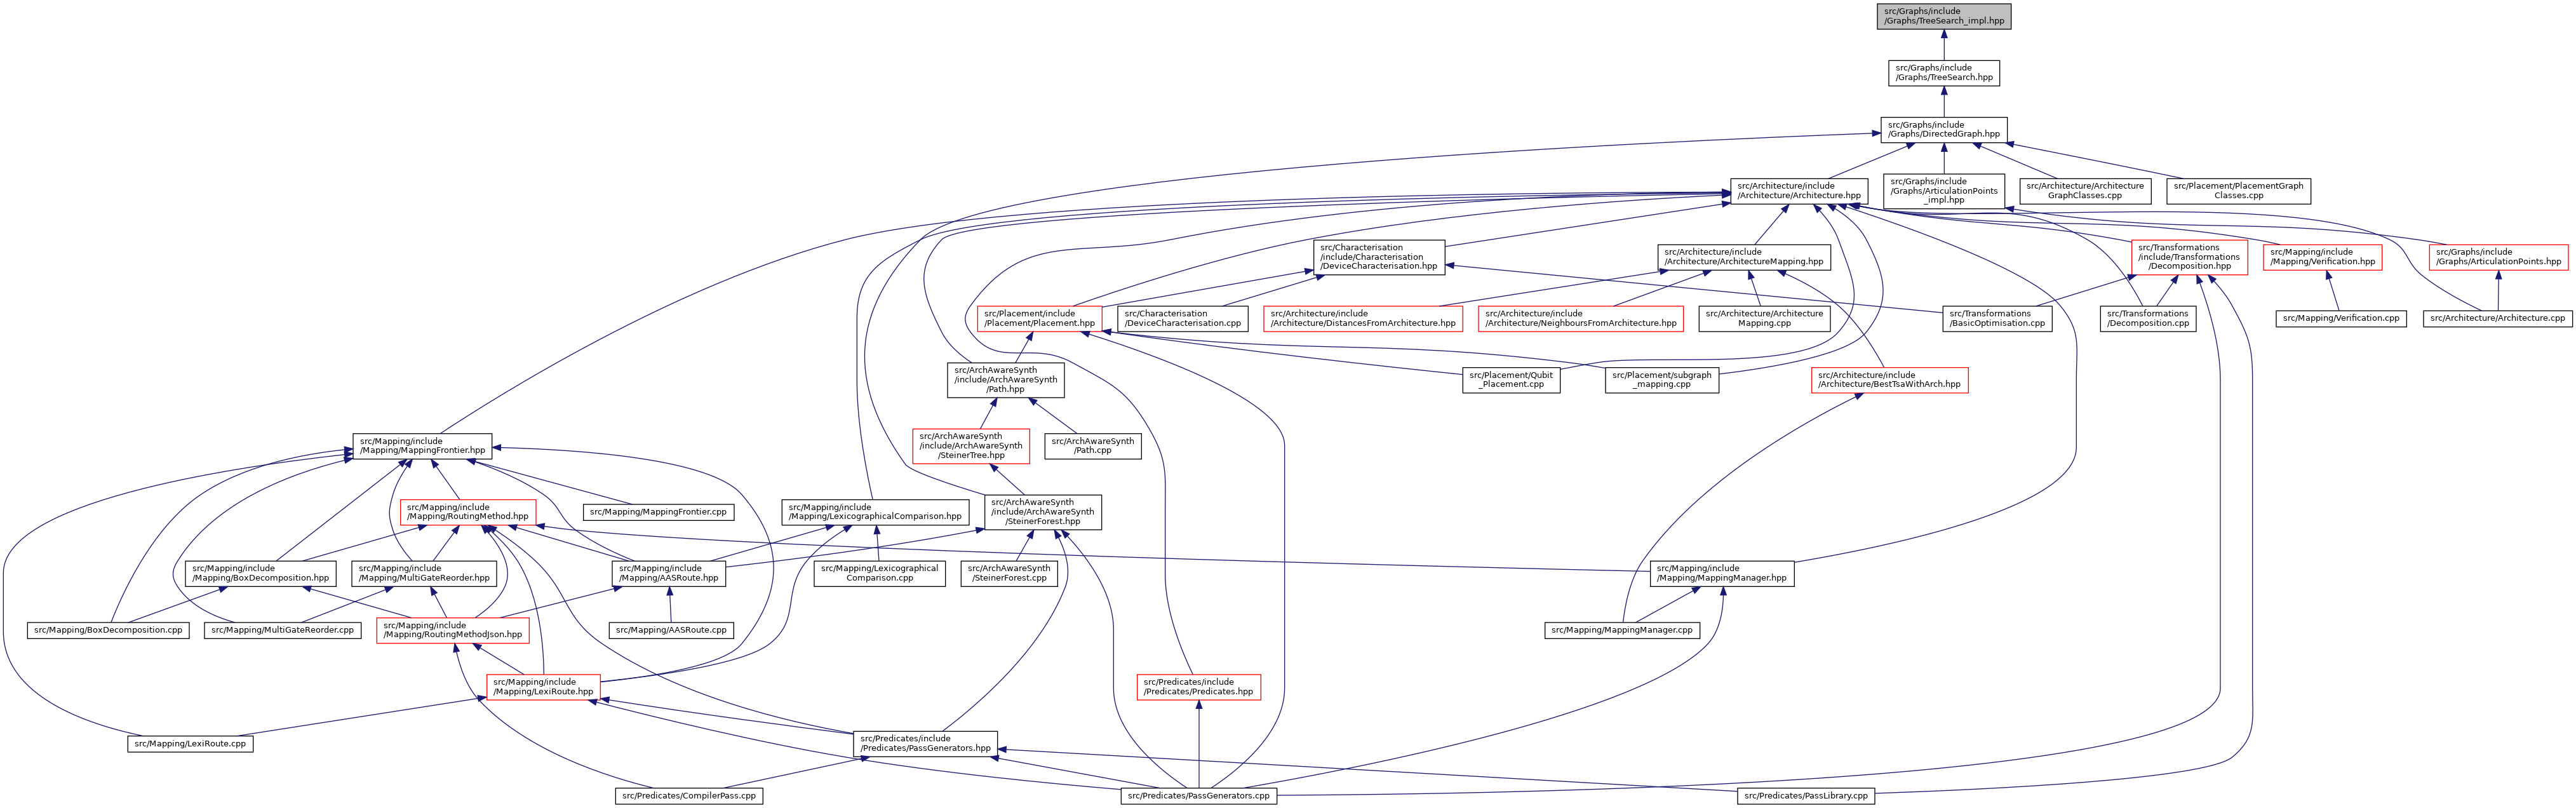 src/Graphs/include
/Graphs/TreeSearch_impl.hpp
src/Graphs/include
/Graphs/TreeSearch.hpp
src/Graphs/include
/Graphs/DirectedGraph.hpp
src/Architecture/include
/Architecture/Architecture.hpp
src/Graphs/include
/Graphs/ArticulationPoints
_impl.hpp
src/Architecture/Architecture
GraphClasses.cpp
src/Placement/PlacementGraph
Classes.cpp
src/Characterisation
/include/Characterisation
/DeviceCharacterisation.hpp
src/Architecture/include
/Architecture/ArchitectureMapping.hpp
src/Transformations
/include/Transformations
/Decomposition.hpp
src/Mapping/include
/Mapping/Verification.hpp
src/Graphs/include
/Graphs/ArticulationPoints.hpp
src/Placement/include
/Placement/Placement.hpp
src/Characterisation
/DeviceCharacterisation.cpp
src/Architecture/include
/Architecture/DistancesFromArchitecture.hpp
src/Architecture/include
/Architecture/NeighboursFromArchitecture.hpp
src/Architecture/Architecture
Mapping.cpp
src/Transformations
/BasicOptimisation.cpp
src/Transformations
/Decomposition.cpp
src/Mapping/Verification.cpp
src/Architecture/Architecture.cpp
src/ArchAwareSynth
/include/ArchAwareSynth
/Path.hpp
src/Placement/Qubit
_Placement.cpp
src/Placement/subgraph
_mapping.cpp
src/Architecture/include
/Architecture/BestTsaWithArch.hpp
src/Mapping/include
/Mapping/MappingFrontier.hpp
src/ArchAwareSynth
/include/ArchAwareSynth
/SteinerTree.hpp
src/ArchAwareSynth
/Path.cpp
src/Mapping/include
/Mapping/RoutingMethod.hpp
src/Mapping/MappingFrontier.cpp
src/Mapping/include
/Mapping/LexicographicalComparison.hpp
src/ArchAwareSynth
/include/ArchAwareSynth
/SteinerForest.hpp
src/Mapping/include
/Mapping/BoxDecomposition.hpp
src/Mapping/include
/Mapping/MultiGateReorder.hpp
src/Mapping/include
/Mapping/AASRoute.hpp
src/Mapping/Lexicographical
Comparison.cpp
src/ArchAwareSynth
/SteinerForest.cpp
src/Mapping/include
/Mapping/MappingManager.hpp
src/Mapping/BoxDecomposition.cpp
src/Mapping/MultiGateReorder.cpp
src/Mapping/include
/Mapping/RoutingMethodJson.hpp
src/Mapping/AASRoute.cpp
src/Mapping/MappingManager.cpp
src/Mapping/include
/Mapping/LexiRoute.hpp
src/Predicates/include
/Predicates/Predicates.hpp
src/Mapping/LexiRoute.cpp
src/Predicates/include
/Predicates/PassGenerators.hpp
src/Predicates/CompilerPass.cpp
src/Predicates/PassGenerators.cpp
src/Predicates/PassLibrary.cpp